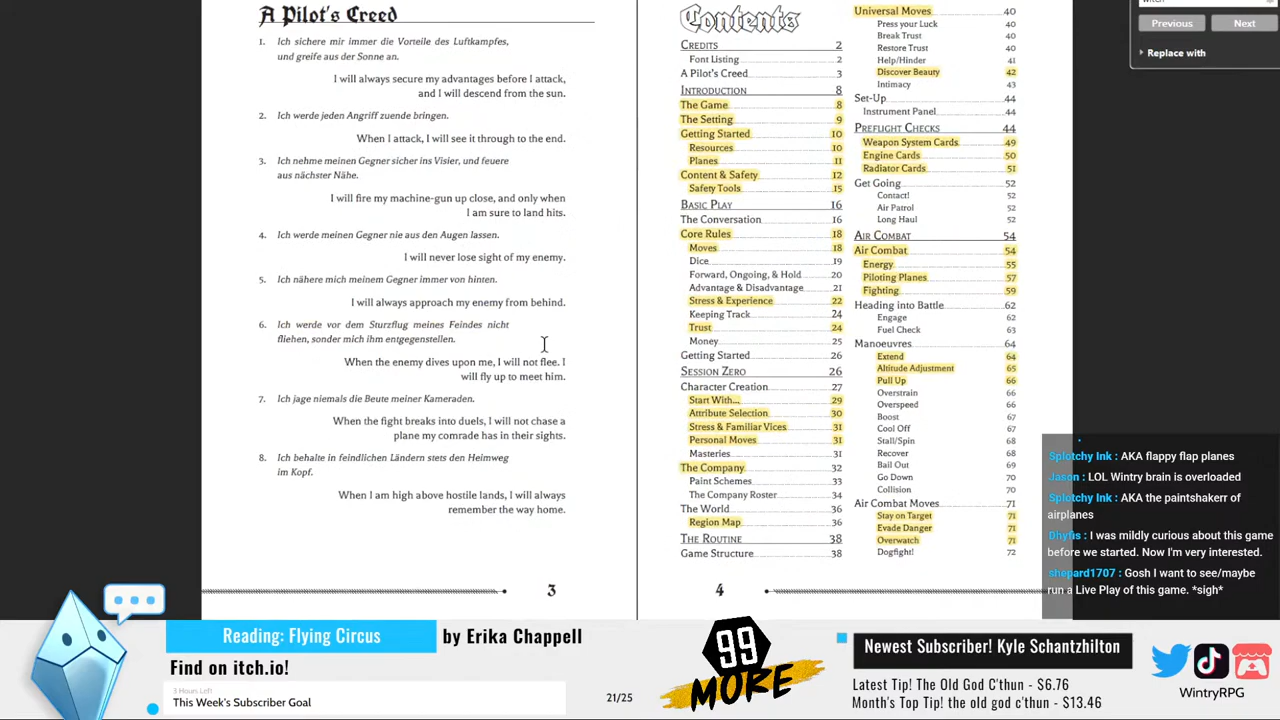 A Pilot's Creed
1. Ich sichere mir immer die Vorteile des Luftkampfes,
und greife aus der Sonne an.
I will always secure my advantages before I attack,
and I will descend from the sun.
2. Ich werde jeden Angriff zuende bringen.
When I attack, I will see it through to the end.
3. Ich nehme meinen Gegner sicher ins Visier, und feuere
aus nächster Nähe.
I will fire my machine-gun up close, and only when
I am sure to land hits.
4. Ich werde meinen Gegner nie aus den Augen lassen.
I will never lose sight of my enemy.
5. Ich nähere mich meinem Gegner immer von hinten.
I will always approach my enemy from behind.
6. Ich werde vor dem Sturzflug meines Feindes nicht
fliehen, sonder mich ihm entgegenstellen.
When the enemy dives upon me, I will not flee. I
will fly up to meet him.
7. Ich jage niemals die Beute meiner Kameraden.
When the fight breaks into duels, I will not chase a
plane my comrade has in their sights.
8. Ich behalte in feindlichen Ländern stets den Heimweg
im Kopf.
When I am high above hostile lands, I will always
remember the way home.
3
Contents
Credits 2
Font Listing 2
A Pilot's Creed 3
Introduction 8
The Game 8
The Setting 9
Getting Started 10
Resources 10
Planes 11
Content & Safety 12
Safety Tools 15
Basic Play 16
The Conversation 16
Core Rules 18
Moves 18
Dice 19
Forward, Ongoing, & Hold 20
Advantage & Disadvantage 21
Stress & Experience 22
Keeping Track 24
Trust 24
Money 25
Getting Started 26
Session Zero 26
Character Creation 27
Start With... 29
Attribute Selection 30
Stress & Familiar Vices 31
Personal Moves 31
Masteries 31
The Company 32
Paint Schemes 33
The Company Roster 34
The World 36
Region Map 36
The Routine 38
Game Structure 38
4
Universal Moves 40
Press your Luck 40
Break Trust 40
Restore Trust 40
Help/Hinder 41
Discover Beauty 42
Intimacy 43
Set-Up 44
Instrument Panel 44
Preflight Checks 44
Weapon System Cards 49
Engine Cards 50
Radiator Cards 51
Get Going 52
Contact! 52
Air Patrol 52
Long Haul 52
Air Combat 54
Air Combat 54
Energy 55
Piloting Planes 57
Fighting 59
Heading into Battle 62
Engage 62
Fuel Check 63
Manoeuvres 64
Extend 64
Altitude Adjustment 65
Pull Up 66
Overstrain 66
Overspeed 66
Boost 67
Cool Off 67
Stall/Spin 68
Recover 68
Bail Out 69
Go Down 70
Collision 70
Air Combat Moves 71
Stay on Target 71
Evade Danger 71
Overwatch 71
Dogfight! 72
Previous Next
Replace with
Splotchy Ink : AKA flappy flap planes
Jason : LOL Wintry brain is overloaded
Splotchy Ink : AKA the paintshakerr of
airplanes
Dhyfis : I was mildly curious about this game
before we started. Now I'm very interested.
shepard1707 : Gosh I want to see/maybe
run a Live Play of this game. *sigh*
Reading: Flying Circus by Erika Chappell
Find on itch.io!
3 Hours Left
This Week's Subscriber Goal
21/25
99
MORE
Newest Subscriber! Kyle Schantzhilton
Latest Tip! The Old God C'thun - $6.76
Month's Top Tip! the old god c'thun - $13.46
WintryRPG